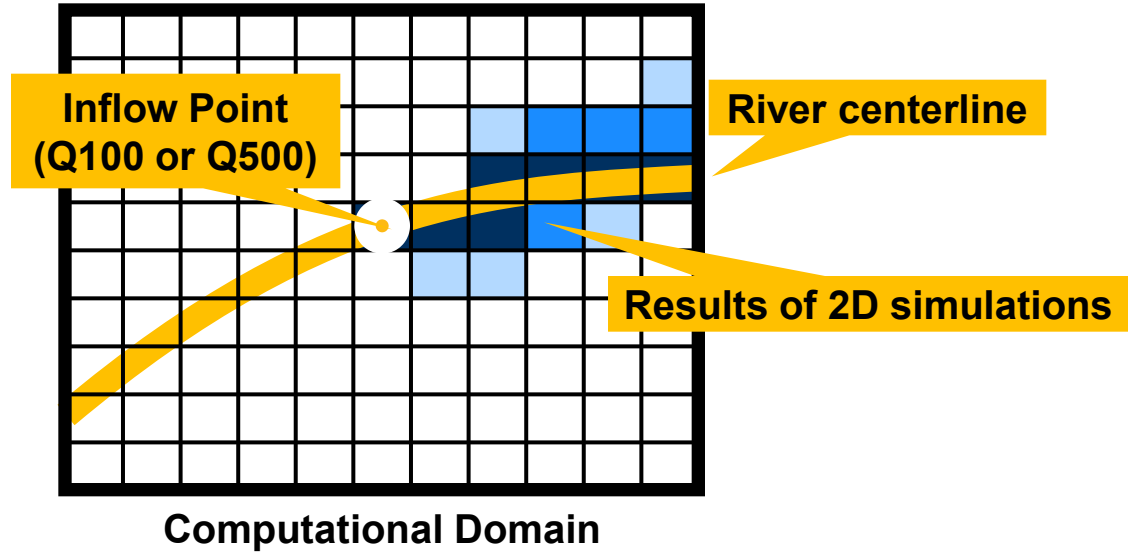 Inflow Point
(Q100 or Q500)
River centerline
Results of 2D simulations
Computational Domain